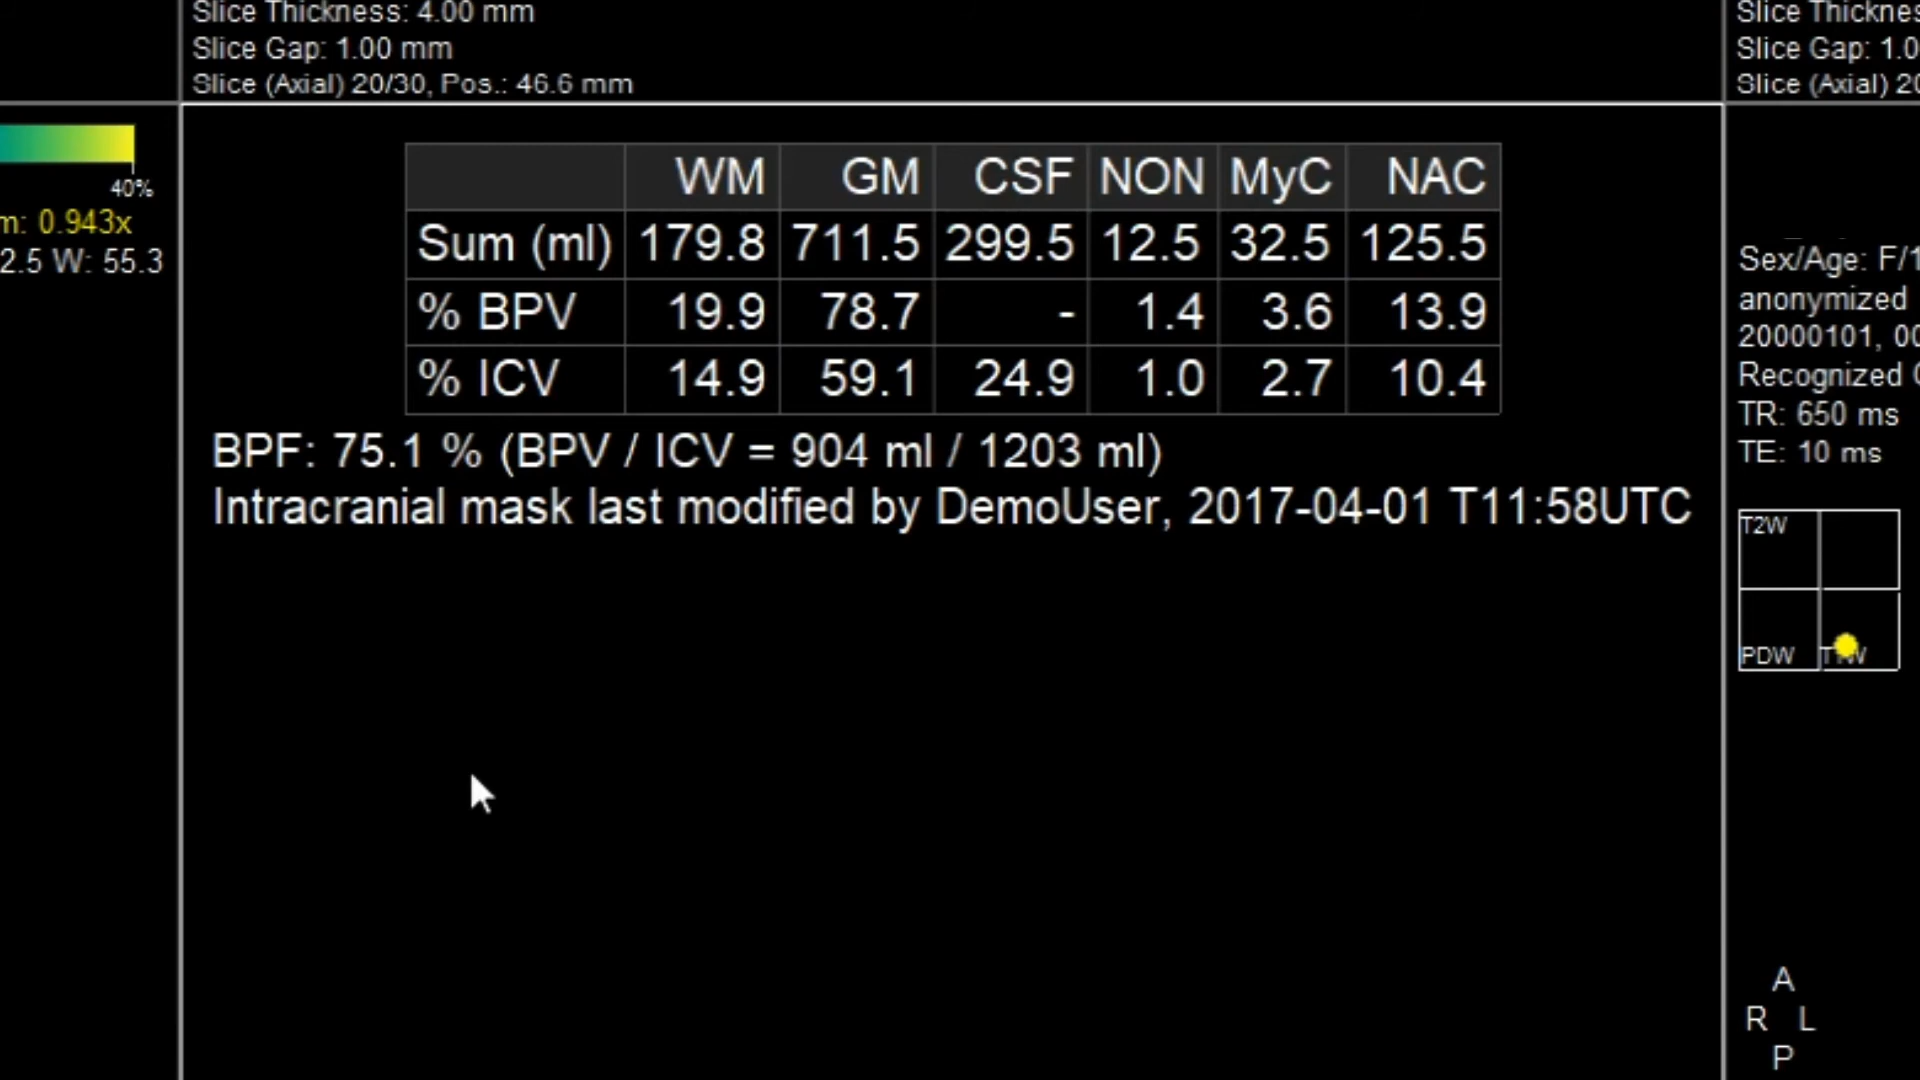 Slice Thickness: 4.00 mm
Slice Gap: 1.00 mm
Slice (Axial) 20/30, Pos.: 46.6 mm
Slice Thicknes
Slice Gap: 1.0
Slice (Axial) 20
40%
m: 0.943x
2.5 W: 55.3
WM GM CSF NON MyC NAC
Sum (ml) 179.8 711.5 299.5 12.5 32.5 125.5
% BPV 19.9 78.7 - 1.4 3.6 13.9
% ICV 14.9 59.1 24.9 1.0 2.7 10.4
BPF: 75.1 % (BPV / ICV = 904 ml / 1203 ml)
Intracranial mask last modified by DemoUser, 2017-04-01 T11:58UTC
Sex/Age: F/1
anonymized
20000101, 00
Recognized
TR: 650 ms
TE: 10 ms
T2W
PDW T1W
A
R L
P